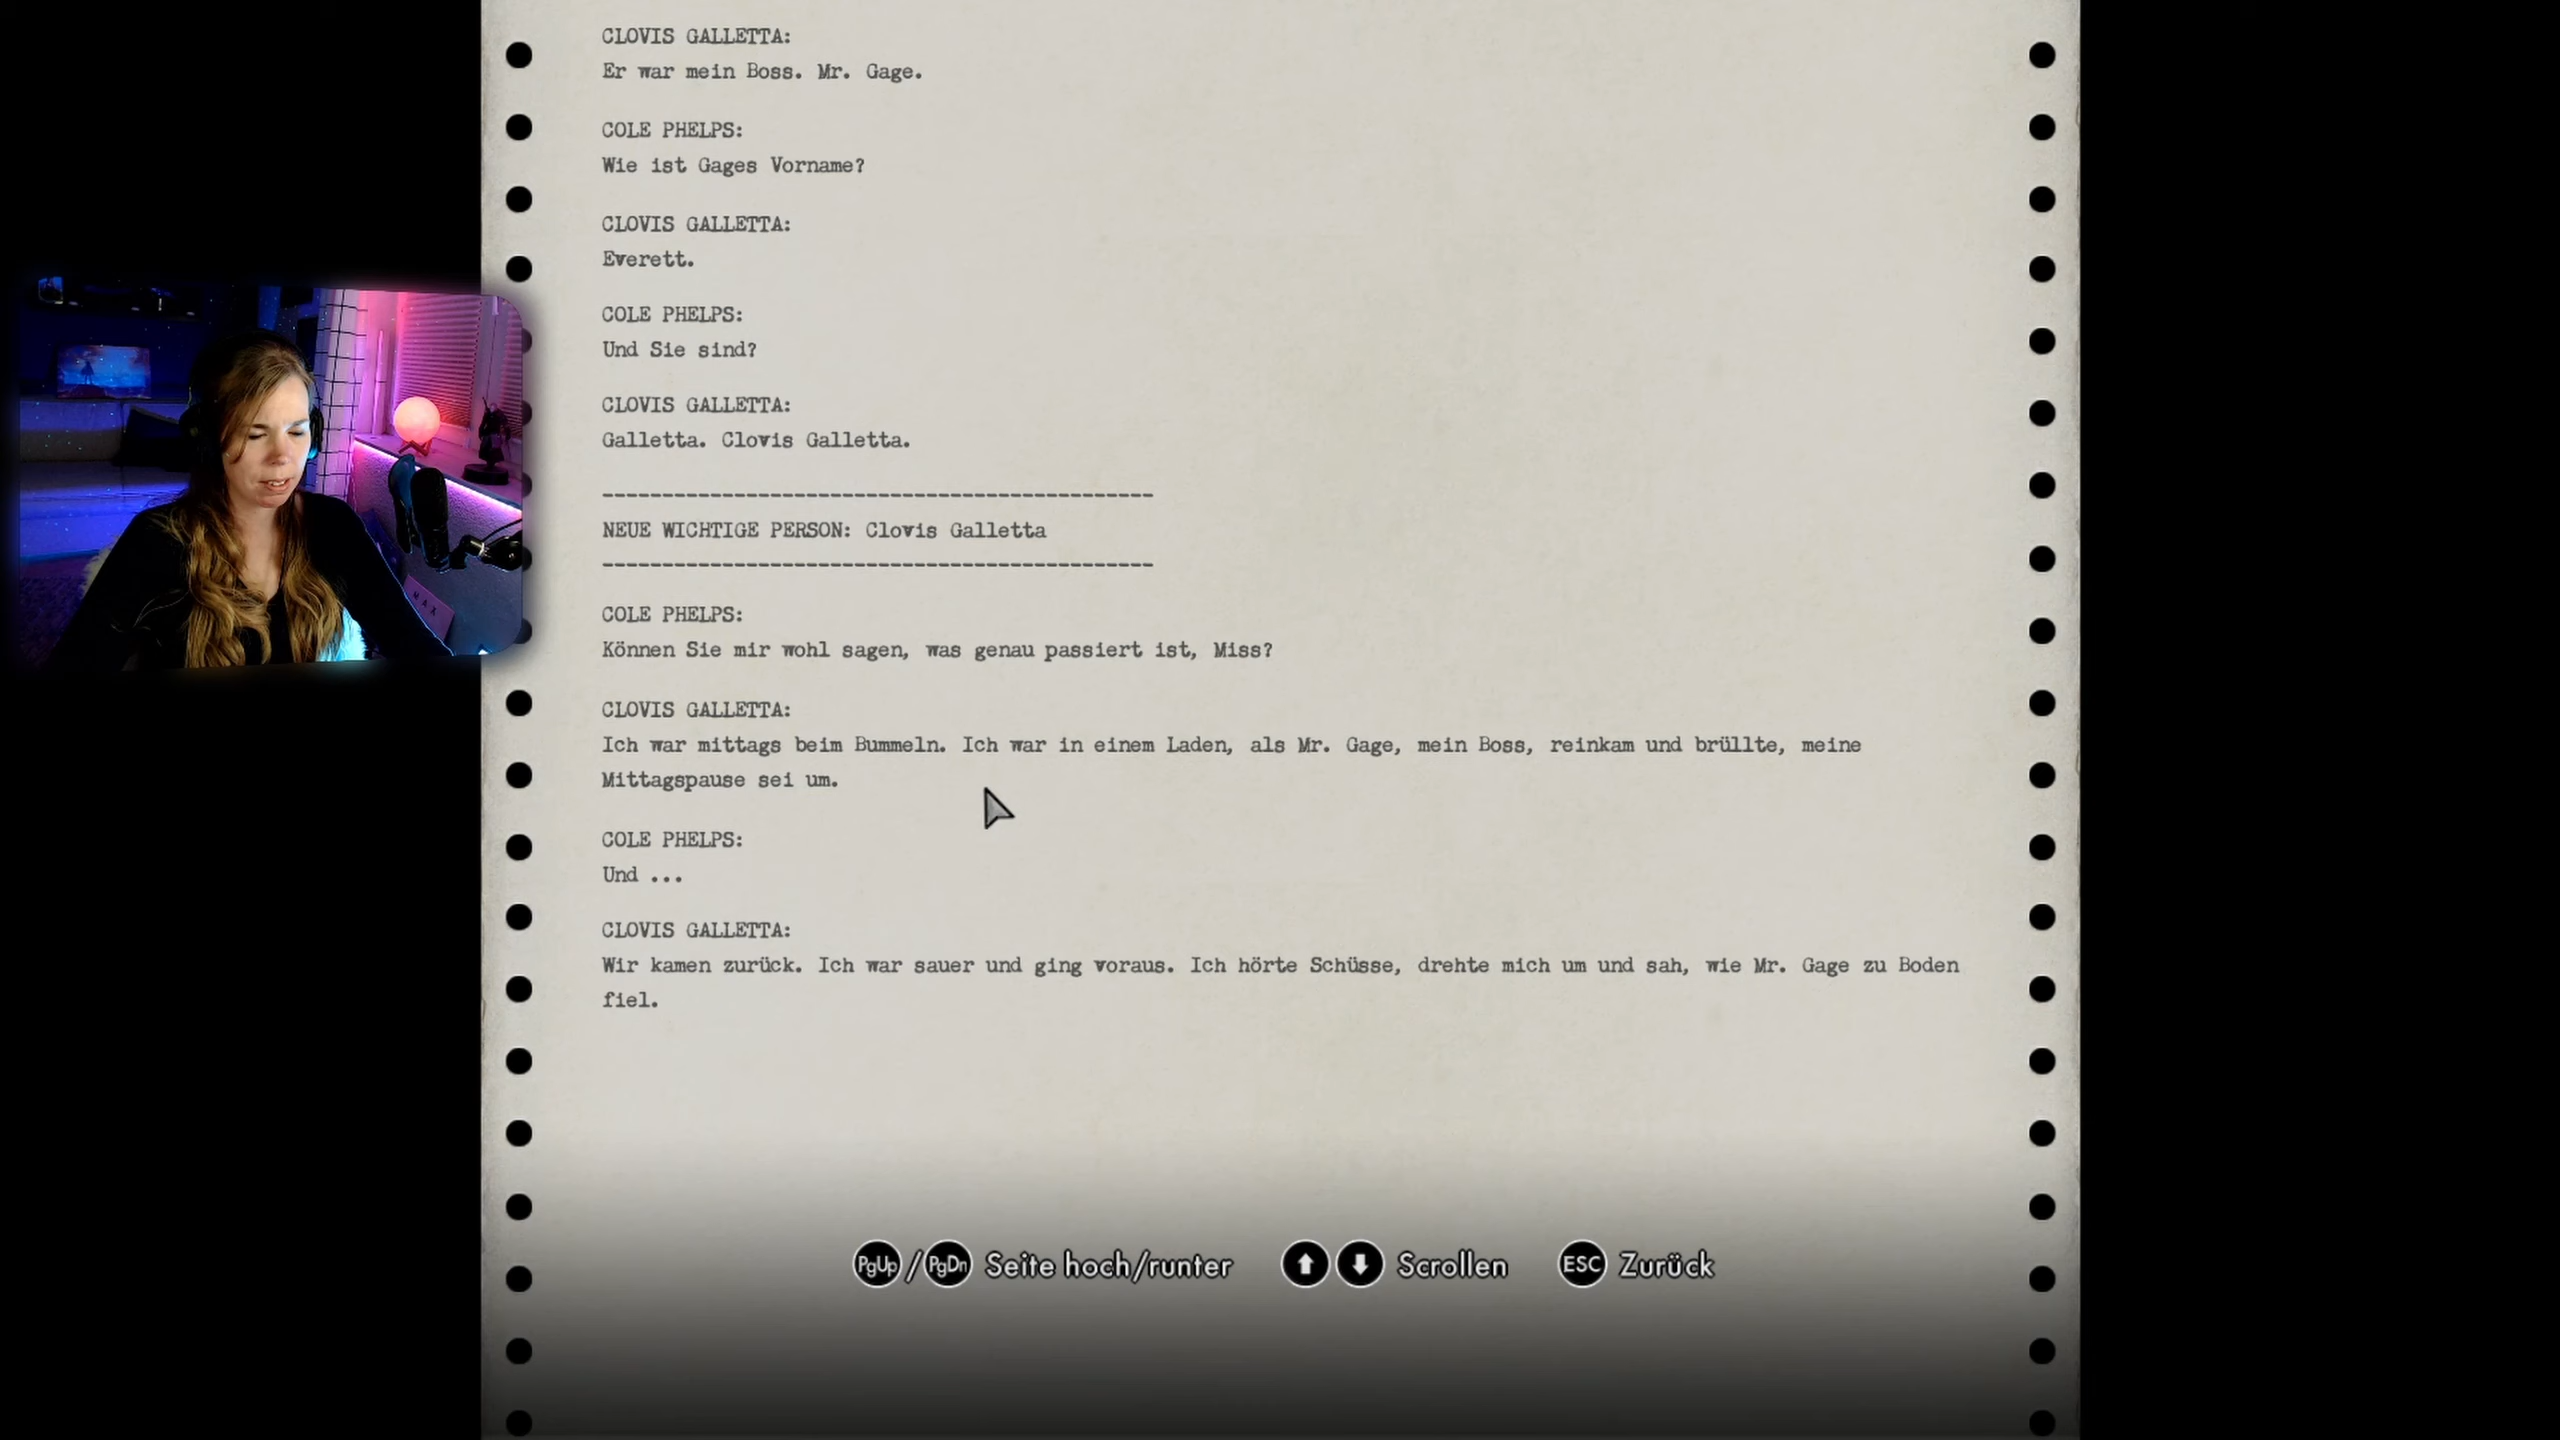 CLOVIS GALLETTA:
Er war mein Boss. Mr. Gage.
COLE PHELPS:
Wie ist Gages Vorname?
CLOVIS GALLETTA:
Everett.
COLE PHELPS:
Und Sie sind?
CLOVIS GALLETTA:
Galletta. Clovis Galletta.
----------------------------------------------
NEUE WICHTIGE PERSON: Clovis Galletta
----------------------------------------------
COLE PHELPS:
Können Sie mir wohl sagen, was genau passiert ist, Miss?
CLOVIS GALLETTA:
Ich war mittags beim Bummeln. Ich war in einem Laden, als Mr. Gage, mein Boss, reinkam und brüllte, meine
Mittagspause sei um.
COLE PHELPS:
Und ...
CLOVIS GALLETTA:
Wir kamen zurück. Ich war sauer und ging voraus. Ich hörte Schüsse, drehte mich um und sah, wie Mr. Gage zu Boden
fiel.
PgUp/PgDn Seite hoch/runter ⬆ ⬇ Scrollen ESC Zurück
MAX